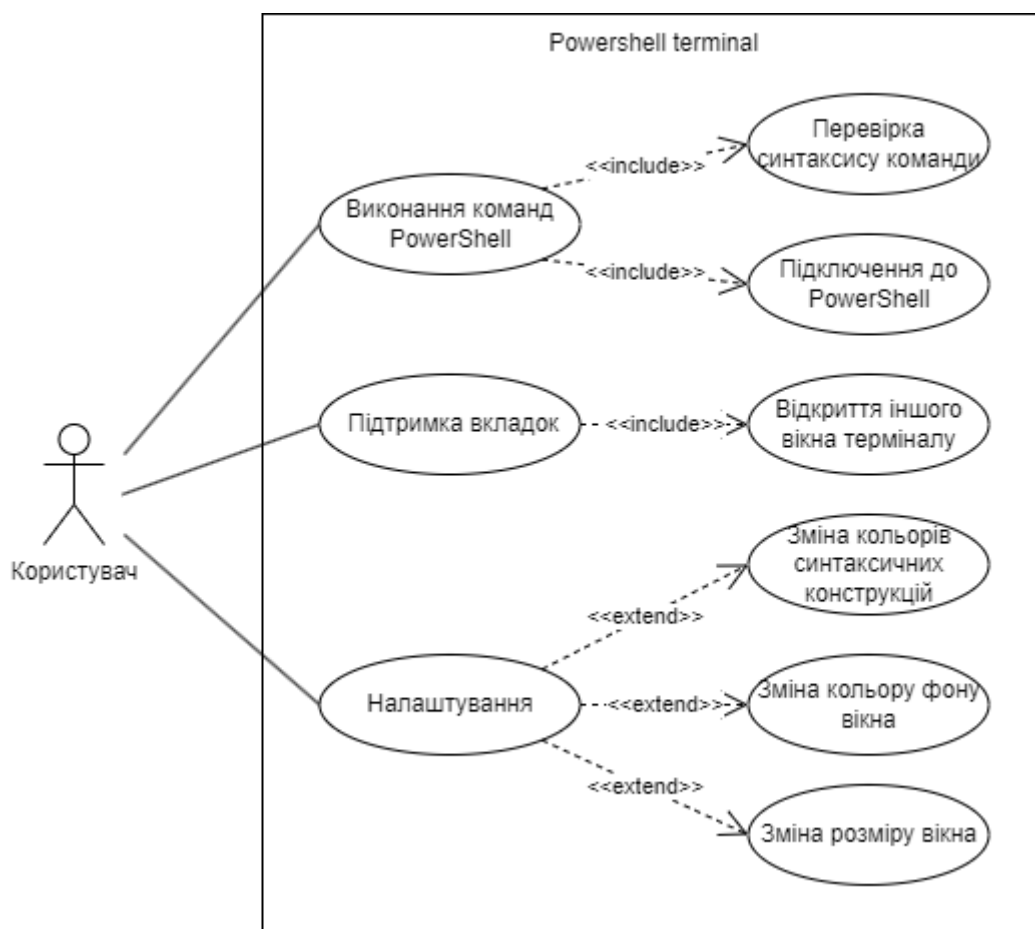 Powershell terminal
Перевірка
синтаксису команди
<<include>>
Виконання команд
PowerShell
<<include>>
Підключення до
PowerShell
Підтримка вкладок
<<include>>
Відкриття іншого
вікна терміналу
Користувач
Зміна кольорів
синтаксичних
конструкцій
<<extend>>
Налаштування
<<extend>>
Зміна кольору фону
вікна
<<extend>>
Зміна розміру вікна